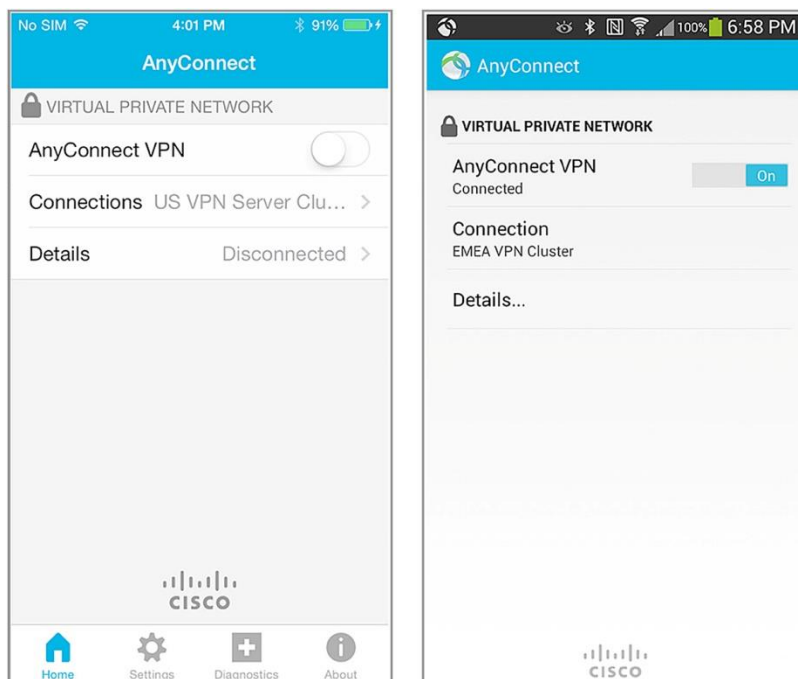 No SIM 4:01 PM 91%
AnyConnect
VIRTUAL PRIVATE NETWORK
AnyConnect VPN
Connections US VPN Server Clu... >
Details Disconnected >
CISCO
Home Settings Diagnostics About
100% 6:58 PM
AnyConnect
VIRTUAL PRIVATE NETWORK
AnyConnect VPN
Connected
On
Connection
EMEA VPN Cluster
Details...
CISCO